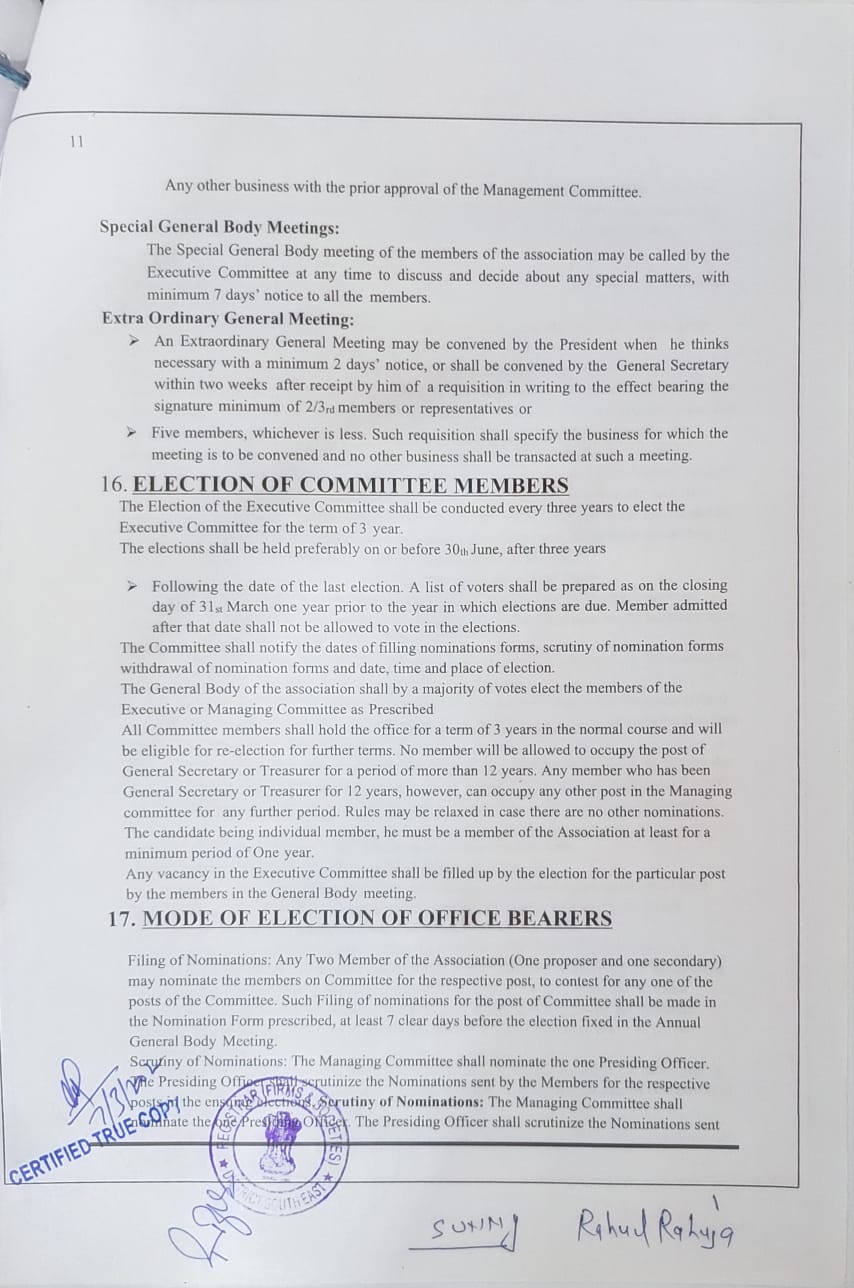 11
Any other business with the prior approval of the Management Committee.
Special General Body Meetings:
The Special General Body meeting of the members of the association may be called by the
Executive Committee at any time to discuss and decide about any special matters, with
minimum 7 days' notice to all the members.
Extra Ordinary General Meeting:
➢ An Extraordinary General Meeting may be convened by the President when he thinks
necessary with a minimum 2 days' notice, or shall be convened by the General Secretary
within two weeks after receipt by him of a requisition in writing to the effect bearing the
signature minimum of 2/3rd members or representatives or
➢ Five members, whichever is less. Such requisition shall specify the business for which the
meeting is to be convened and no other business shall be transacted at such a meeting.
16. ELECTION OF COMMITTEE MEMBERS
The Election of the Executive Committee shall be conducted every three years to elect the
Executive Committee for the term of 3 year.
The elections shall be held preferably on or before 30th June, after three years
➢ Following the date of the last election. A list of voters shall be prepared as on the closing
day of 31st March one year prior to the year in which elections are due. Member admitted
after that date shall not be allowed to vote in the elections.
The Committee shall notify the dates of filling nominations forms, scrutiny of nomination forms
withdrawal of nomination forms and date, time and place of election.
The General Body of the association shall by a majority of votes elect the members of the
Executive or Managing Committee as Prescribed
All Committee members shall hold the office for a term of 3 years in the normal course and will
be eligible for re-election for further terms. No member will be allowed to occupy the post of
General Secretary or Treasurer for a period of more than 12 years. Any member who has been
General Secretary or Treasurer for 12 years, however, can occupy any other post in the Managing
committee for any further period. Rules may be relaxed in case there are no other nominations.
The candidate being individual member, he must be a member of the Association at least for a
minimum period of One year.
Any vacancy in the Executive Committee shall be filled up by the election for the particular post
by the members in the General Body meeting.
17. MODE OF ELECTION OF OFFICE BEARERS
Filing of Nominations: Any Two Member of the Association (One proposer and one secondary)
may nominate the members on Committee for the respective post, to contest for any one of the
posts of the Committee. Such Filing of nominations for the post of Committee shall be made in
the Nomination Form prescribed, at least 7 clear days before the election fixed in the Annual
General Body Meeting.
Scrutiny of Nominations: The Managing Committee shall nominate the one Presiding Officer.
The Presiding Officer shall scrutinize the Nominations sent by the Members for the respective
posts in the ensuing elections. Scrutiny of Nominations: The Managing Committee shall
nominate the one Presiding Officer. The Presiding Officer shall scrutinize the Nominations sent
CERTIFIED TRUE COPY
REGISTRAR (FIRMS & SOCIETIES)
DISTRICT SOUTH EAST
Rahul Rahuja